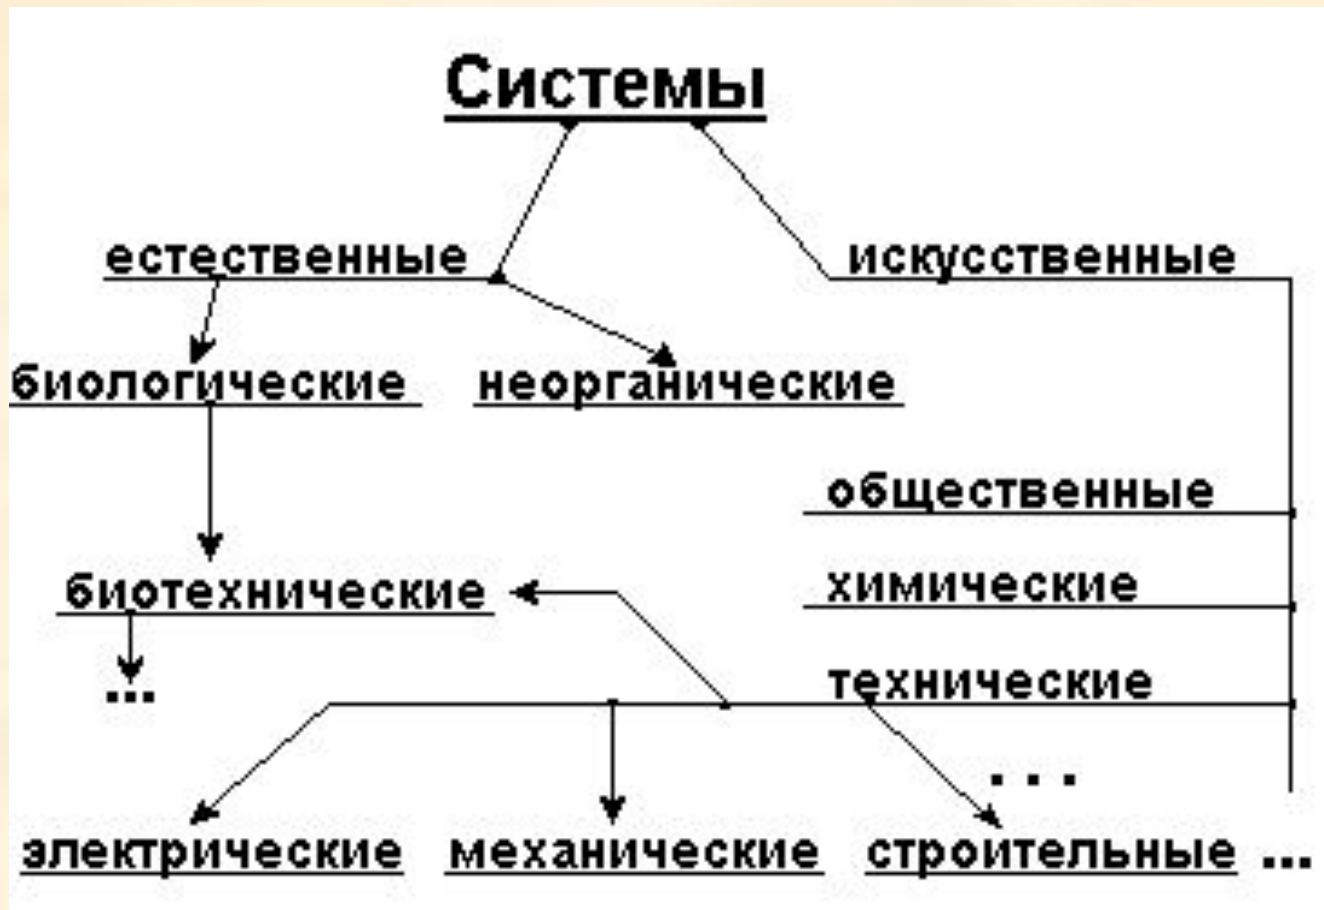 Системы
естественные искусственные
биологические неорганические
общественные
химические
биотехнические
технические
...
. . .
электрические механические строительные ...